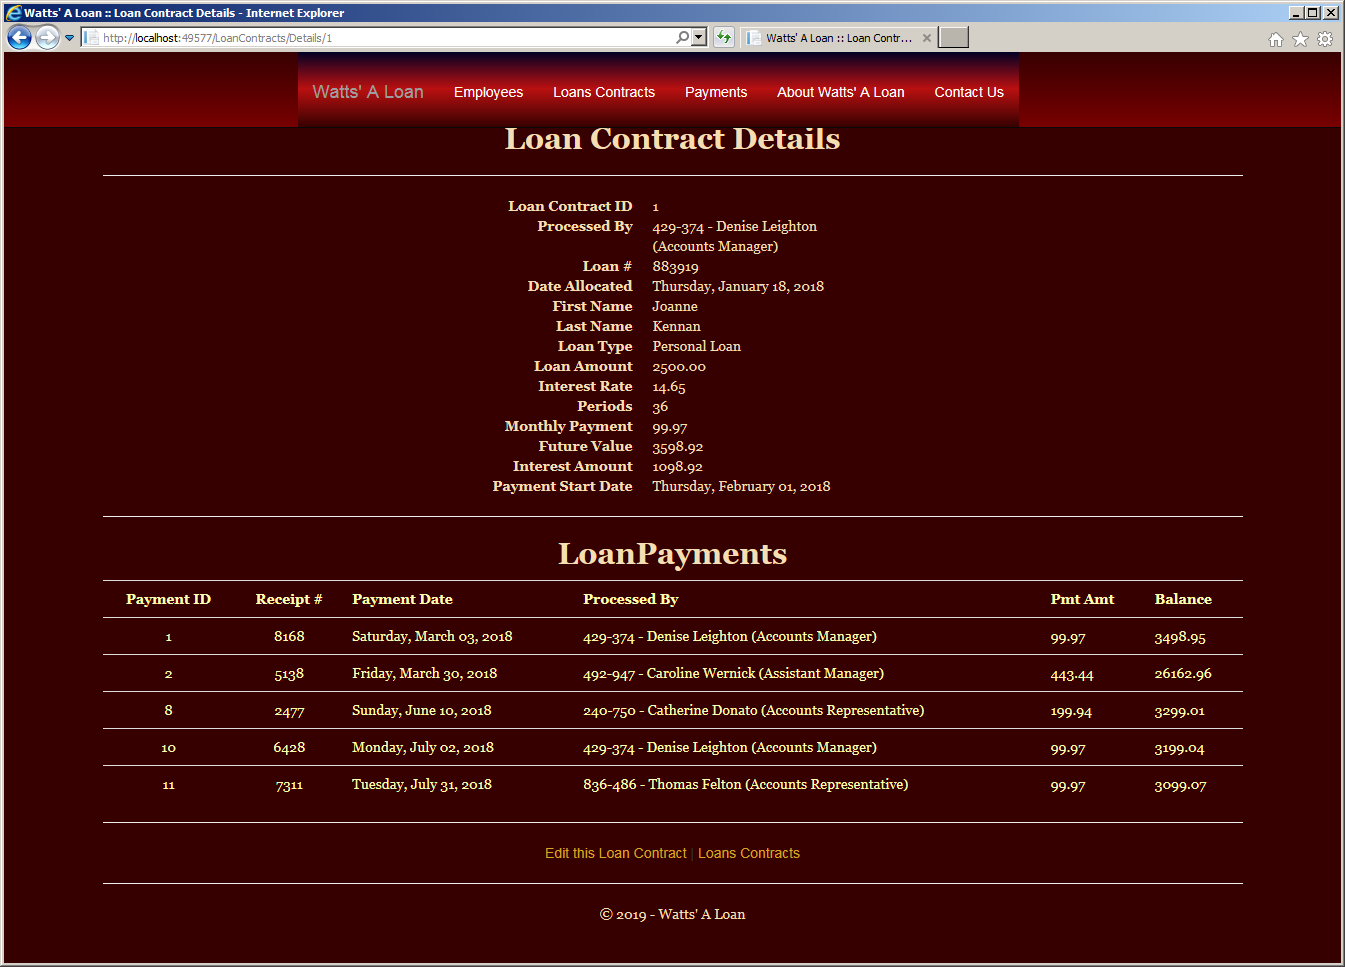 Watts' A Loan :: Loan Contract Details - Internet Explorer
http://localhost:49577/LoanContracts/Details/1
Watts' A Loan :: Loan Contr...
Watts' A Loan Employees Loans Contracts Payments About Watts' A Loan Contact Us
Loan Contract Details
Loan Contract ID 1
Processed By 429-374 - Denise Leighton
(Accounts Manager)
Loan # 883919
Date Allocated Thursday, January 18, 2018
First Name Joanne
Last Name Kennan
Loan Type Personal Loan
Loan Amount 2500.00
Interest Rate 14.65
Periods 36
Monthly Payment 99.97
Future Value 3598.92
Interest Amount 1098.92
Payment Start Date Thursday, February 01, 2018
LoanPayments
Payment ID Receipt # Payment Date Processed By Pmt Amt Balance
1 8168 Saturday, March 03, 2018 429-374 - Denise Leighton (Accounts Manager) 99.97 3498.95
2 5138 Friday, March 30, 2018 492-947 - Caroline Wernick (Assistant Manager) 443.44 26162.96
8 2477 Sunday, June 10, 2018 240-750 - Catherine Donato (Accounts Representative) 199.94 3299.01
10 6428 Monday, July 02, 2018 429-374 - Denise Leighton (Accounts Manager) 99.97 3199.04
11 7311 Tuesday, July 31, 2018 836-486 - Thomas Felton (Accounts Representative) 99.97 3099.07
Edit this Loan Contract | Loans Contracts
© 2019 - Watts' A Loan